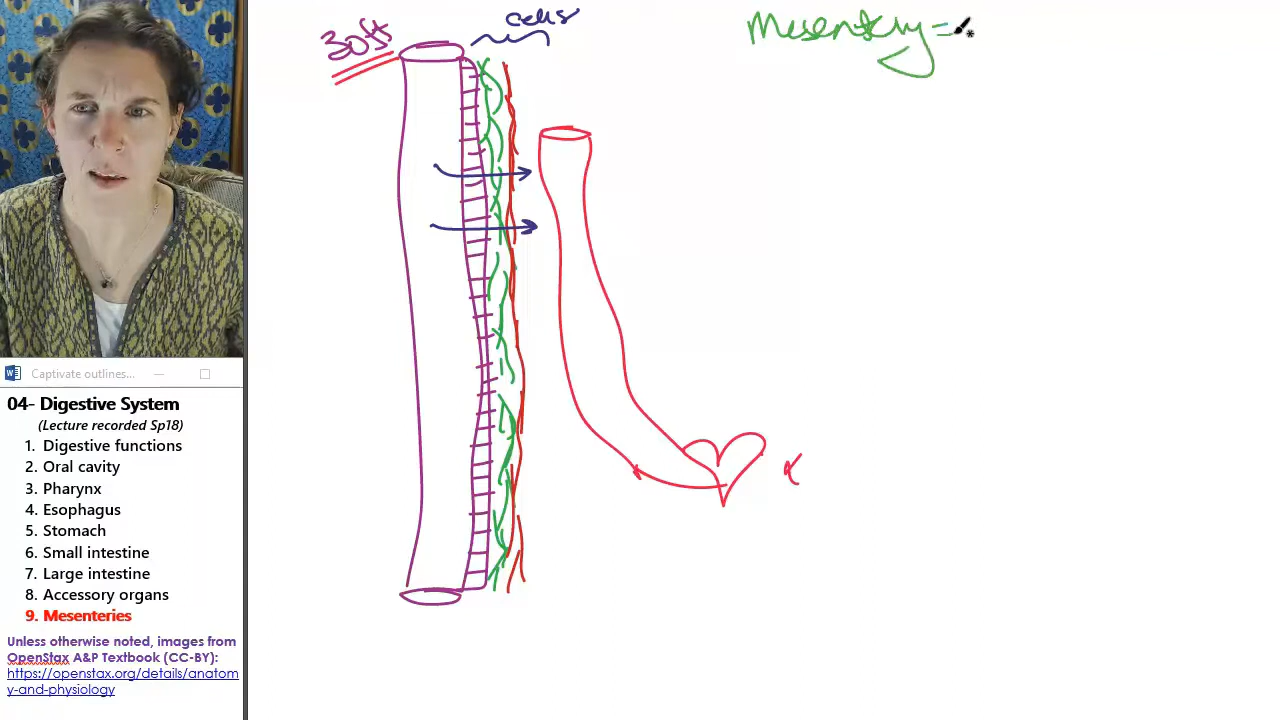 30ft
cells
Mesentery =
Captivate outlines...
04- Digestive System
(Lecture recorded Sp18)
1. Digestive functions
2. Oral cavity
3. Pharynx
4. Esophagus
5. Stomach
6. Small intestine
7. Large intestine
8. Accessory organs
9. Mesenteries
Unless otherwise noted, images from
OpenStax A&P Textbook (CC-BY):
https://openstax.org/details/anatom
y-and-physiology